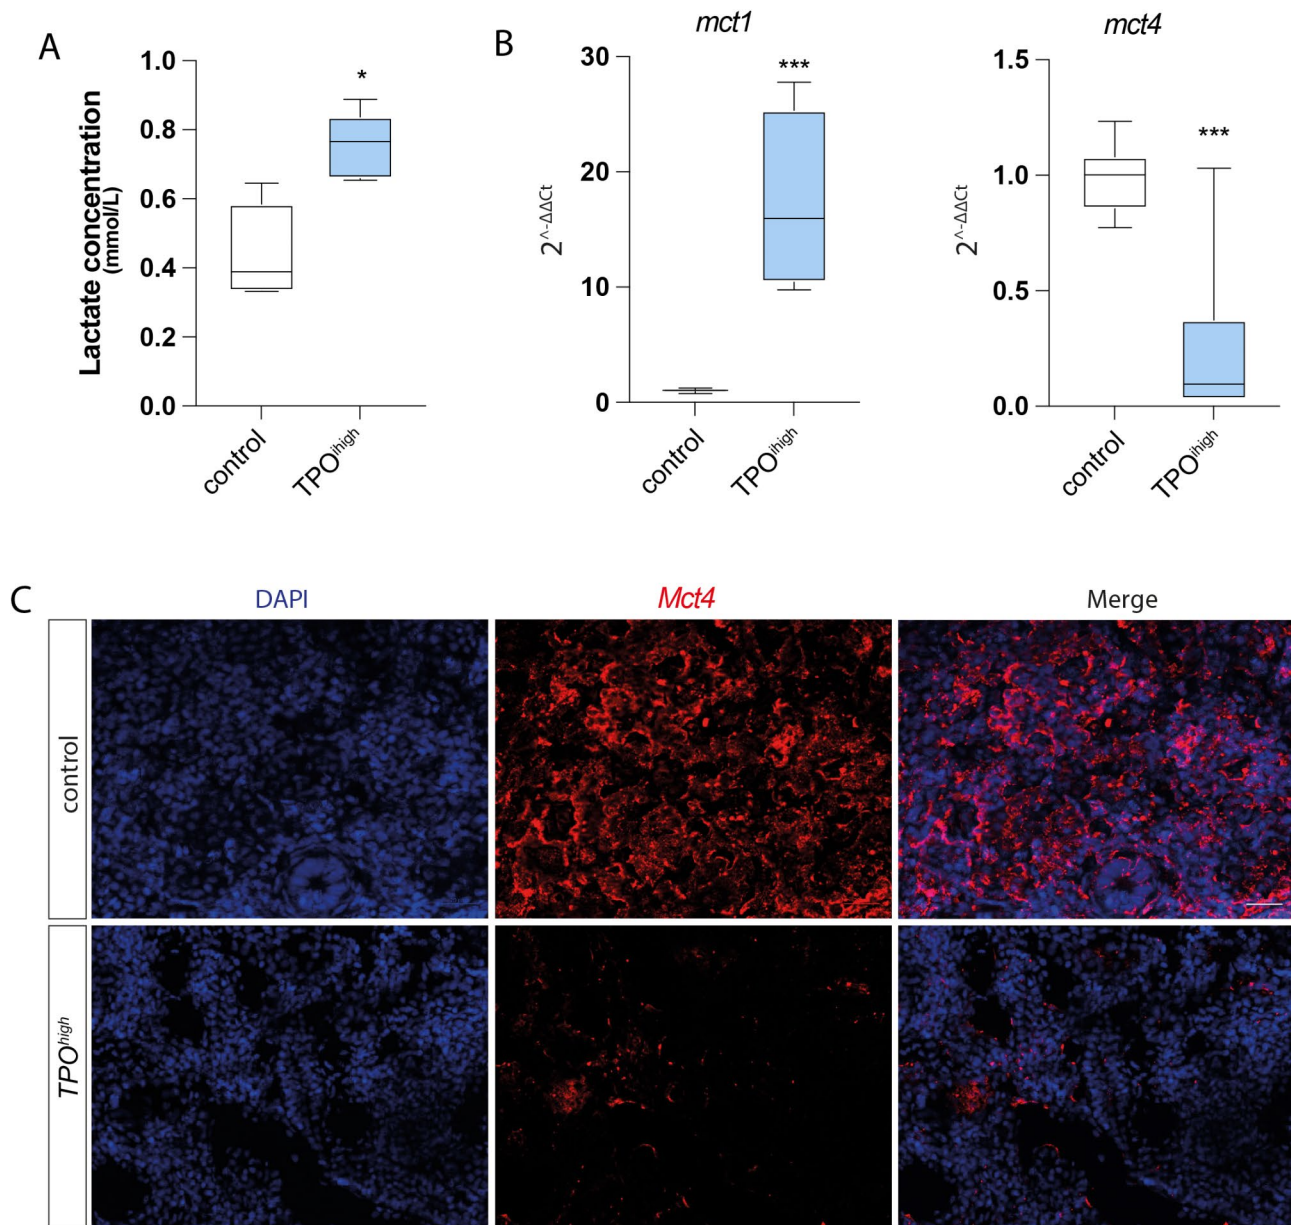 A
1.0
0.8
0.6
0.4
0.2
0.0
Lactate concentration
(mmol/L)
*
control
TPOihigh
B
mct1
30
20
10
0
2^-ΔΔCt
***
control
TPOihigh
mct4
1.5
1.0
0.5
0.0
2^-ΔΔCt
***
control
TPOihigh
C
DAPI
Mct4
Merge
control
TPOhigh